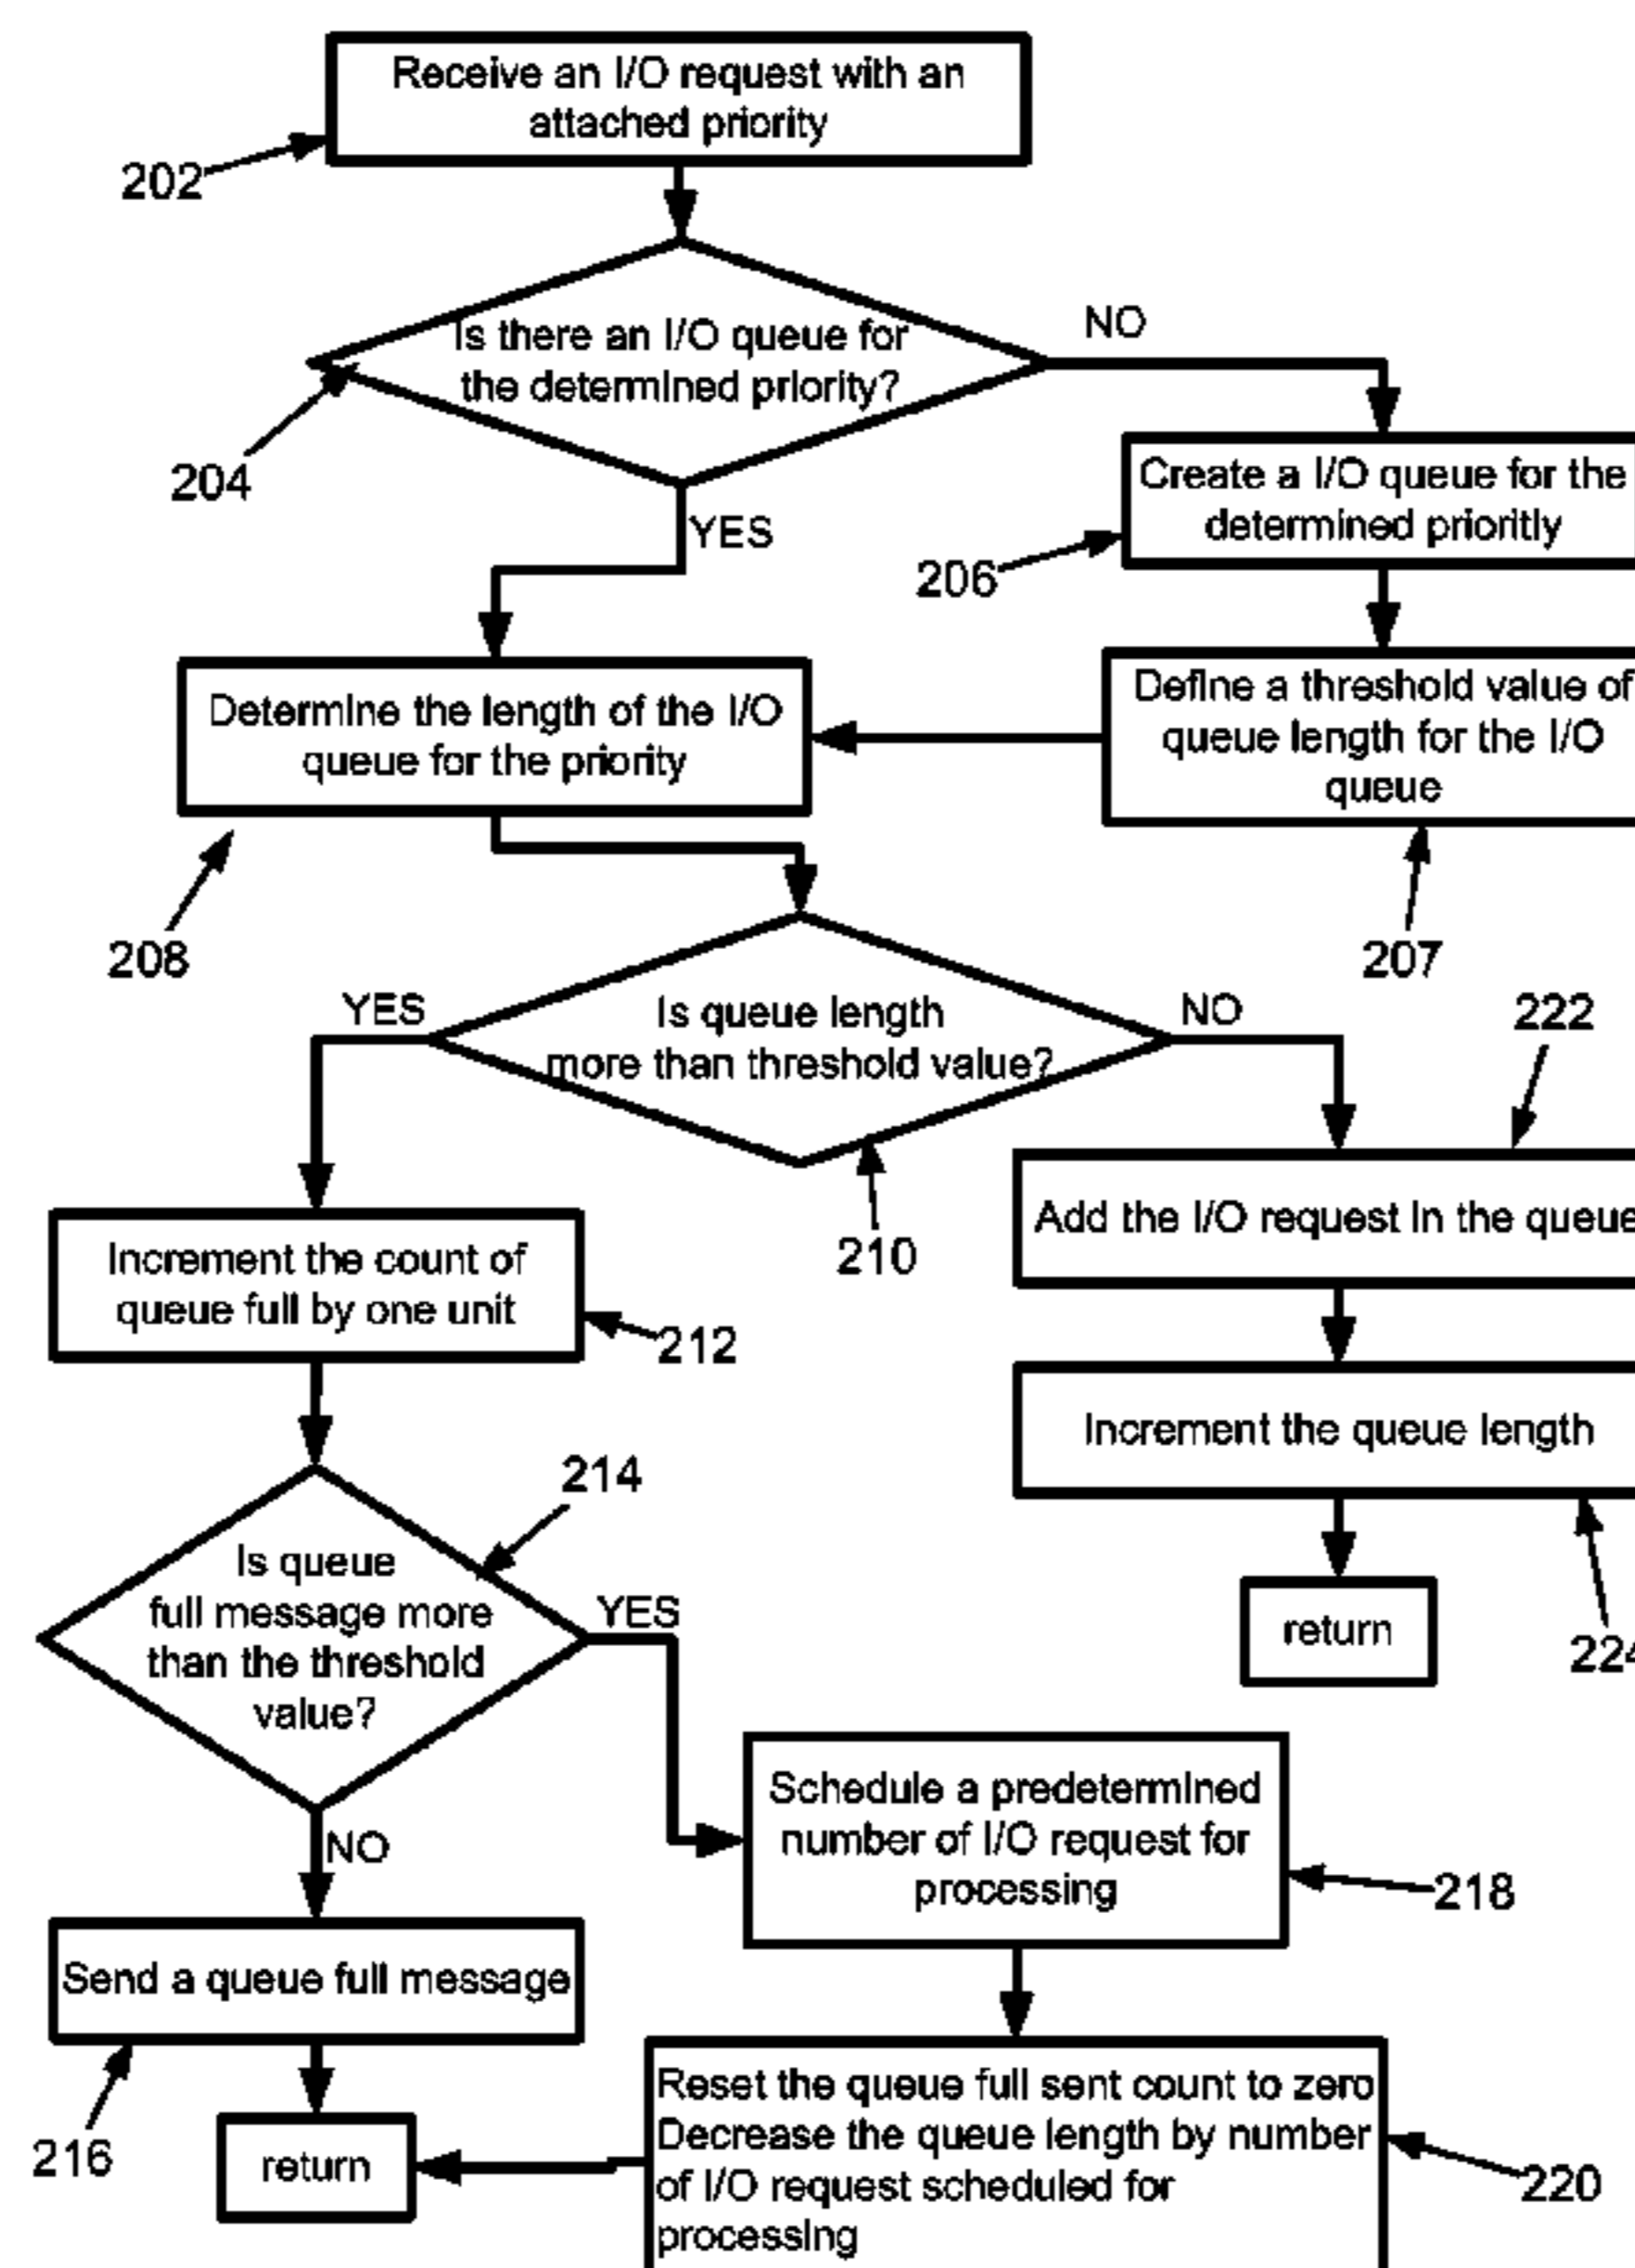 Receive an I/O request with an
attached priority
202
Is there an I/O queue for
the determined priority?
NO
204
YES
Create a I/O queue for the
determined prioritly
206
Determine the length of the I/O
queue for the priority
Define a threshold value of
queue length for the I/O
queue
208
207
YES
Is queue length
more than threshold value?
NO
222
210
Add the I/O request in the queue
Increment the count of
queue full by one unit
212
Increment the queue length
214
Is queue
full message more
than the threshold
value?
YES
return
224
NO
Schedule a predetermined
number of I/O request for
processing
218
Send a queue full message
216
return
Reset the queue full sent count to zero
Decrease the queue length by number
of I/O request scheduled for
processing
220